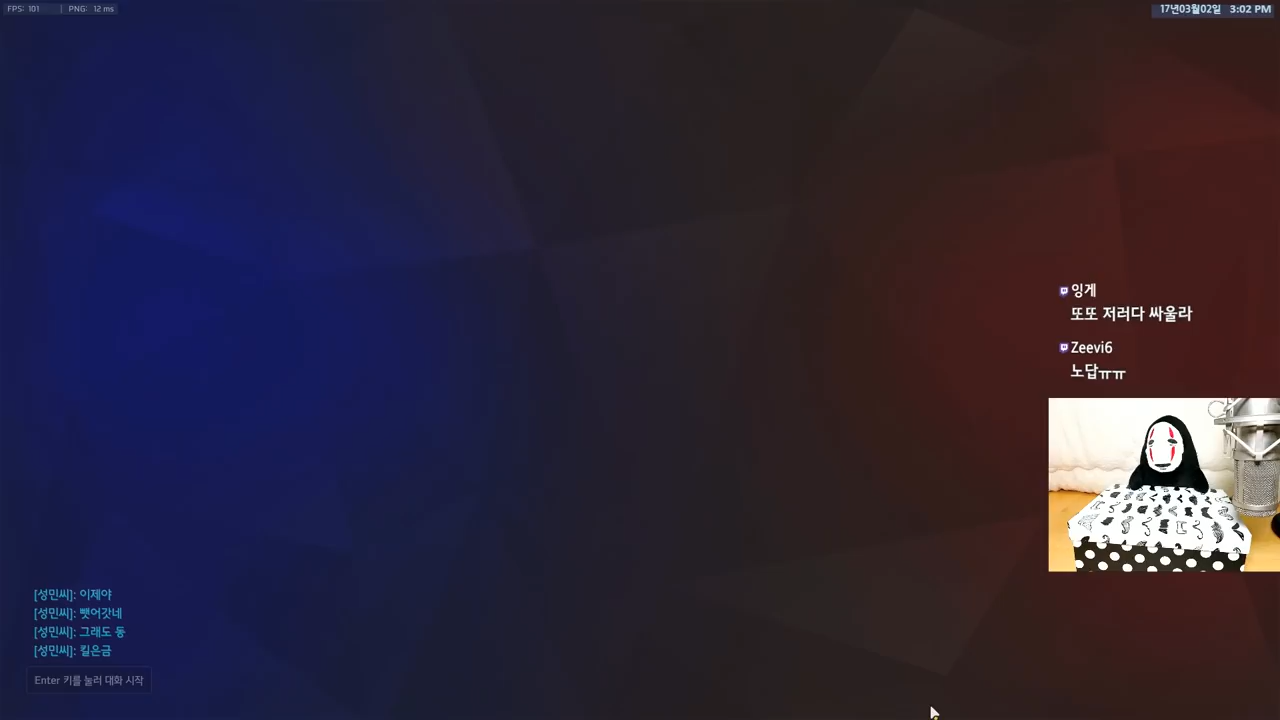 FPS: 101 | PNG: 12 ms
17년03월02일 3:02 PM
잉게
또또 저러다 싸울라
Zeevi6
노답ㅠㅠ
[성민씨]: 이제야
[성민씨]: 뺏어갓네
[성민씨]: 그래도 동
[성민씨]: 킬은금
Enter 키를 눌러 대화 시작